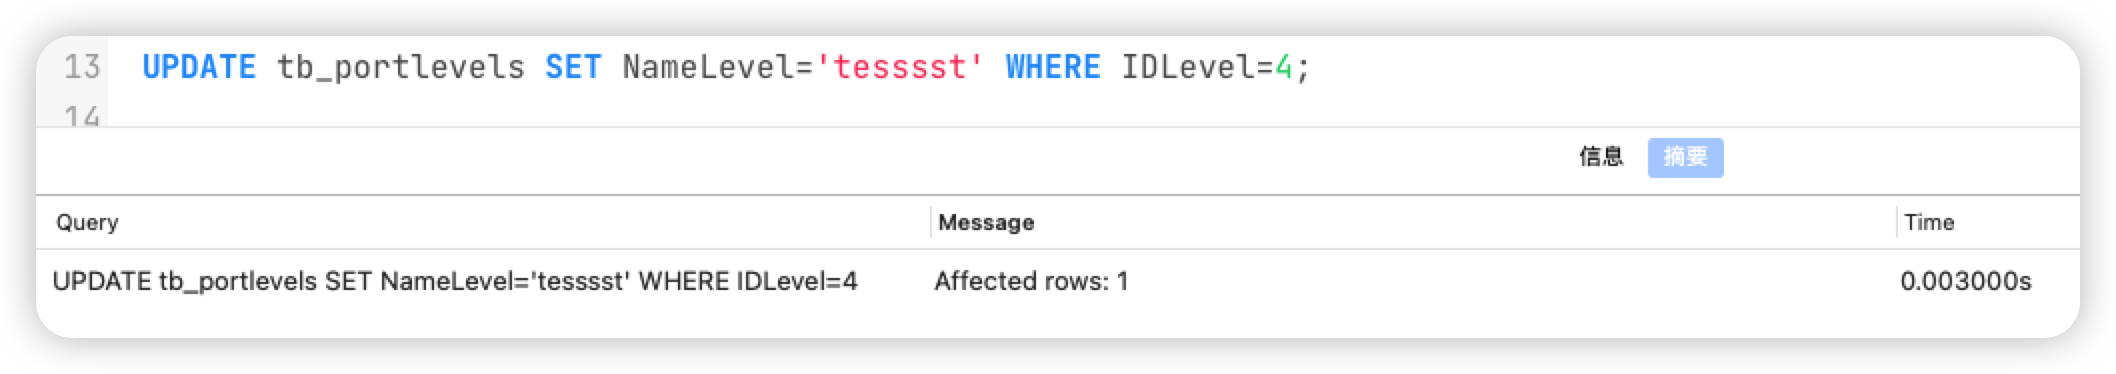 13 UPDATE tb_portlevels SET NameLevel='tesssst' WHERE IDLevel=4;
14
信息 摘要
Query Message Time
UPDATE tb_portlevels SET NameLevel='tesssst' WHERE IDLevel=4 Affected rows: 1 0.003000s